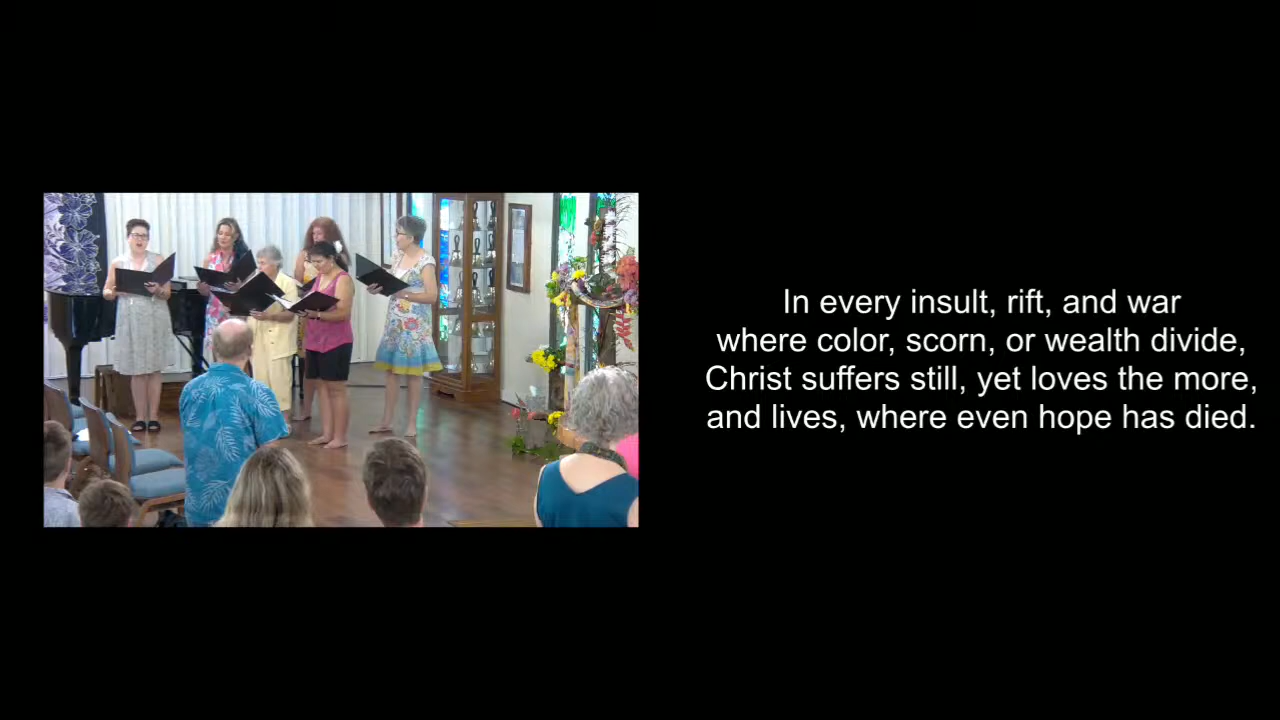 In every insult, rift, and war
where color, scorn, or wealth divide,
Christ suffers still, yet loves the more,
and lives, where even hope has died.